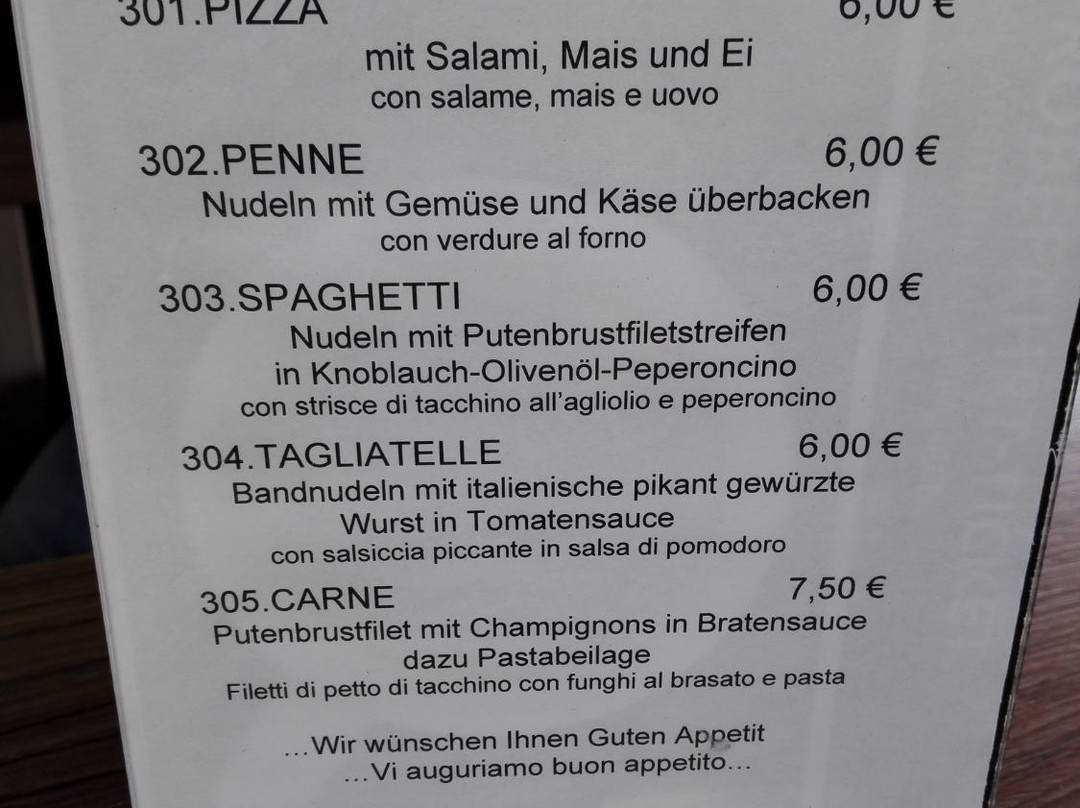 301.PIZZA 6,00 €
mit Salami, Mais und Ei
con salame, mais e uovo
302.PENNE 6,00 €
Nudeln mit Gemüse und Käse überbacken
con verdure al forno
303.SPAGHETTI 6,00 €
Nudeln mit Putenbrustfiletstreifen
in Knoblauch-Olivenöl-Peperoncino
con strisce di tacchino all'agliolio e peperoncino
304.TAGLIATELLE 6,00 €
Bandnudeln mit italienische pikant gewürzte
Wurst in Tomatensauce
con salsiccia piccante in salsa di pomodoro
305.CARNE 7,50 €
Putenbrustfilet mit Champignons in Bratensauce
dazu Pastabeilage
Filetti di petto di tacchino con funghi al brasato e pasta
...Wir wünschen Ihnen Guten Appetit
...Vi auguriamo buon appetito...